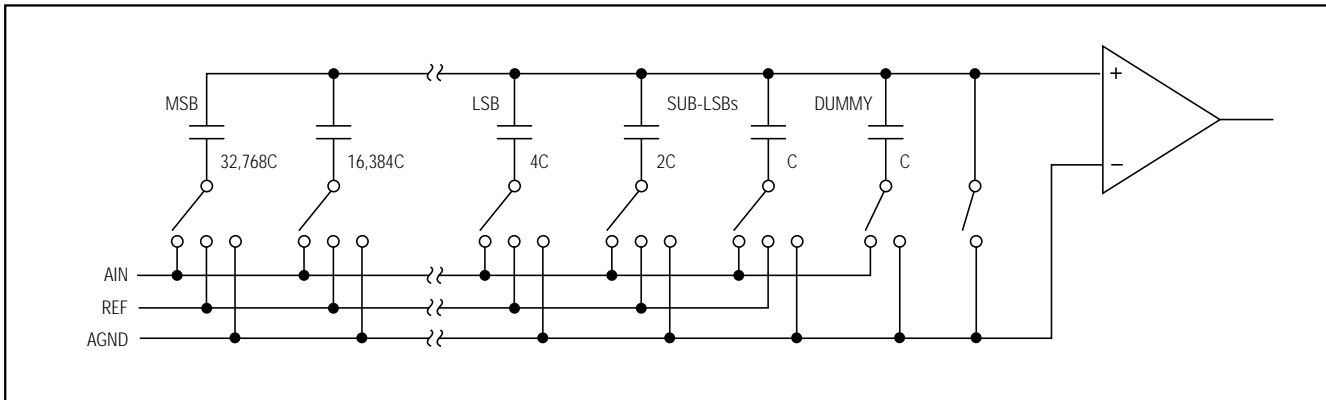 MSB
LSB
SUB-LSBs
DUMMY
32,768C
16,384C
4C
2C
C
C
+
−
AIN
REF
AGND